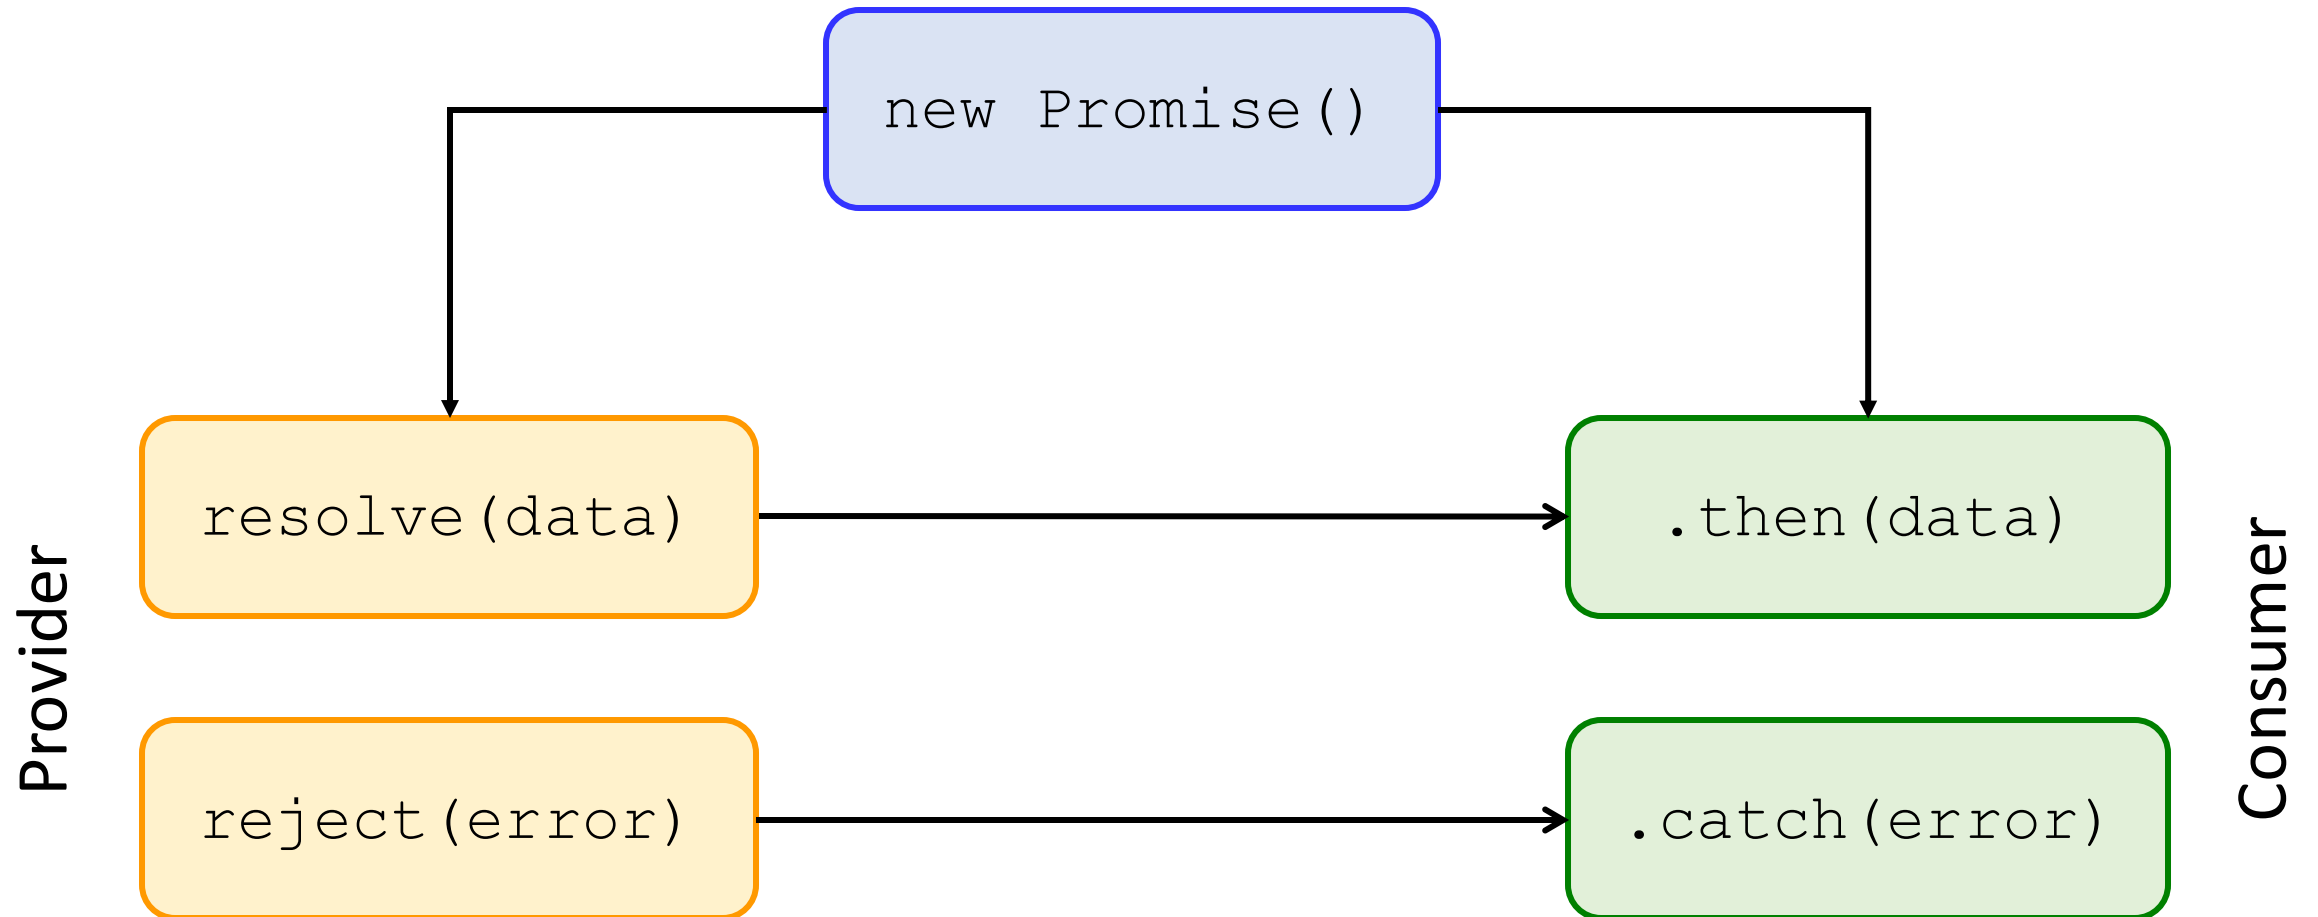 new Promise()
Provider
resolve(data)
.then(data)
Consumer
reject(error)
.catch(error)